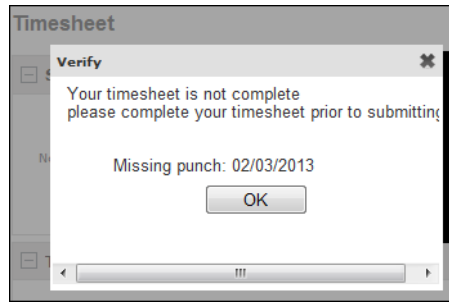 Timesheet
Verify
Your timesheet is not complete
please complete your timesheet prior to submitting
Missing punch: 02/03/2013
OK